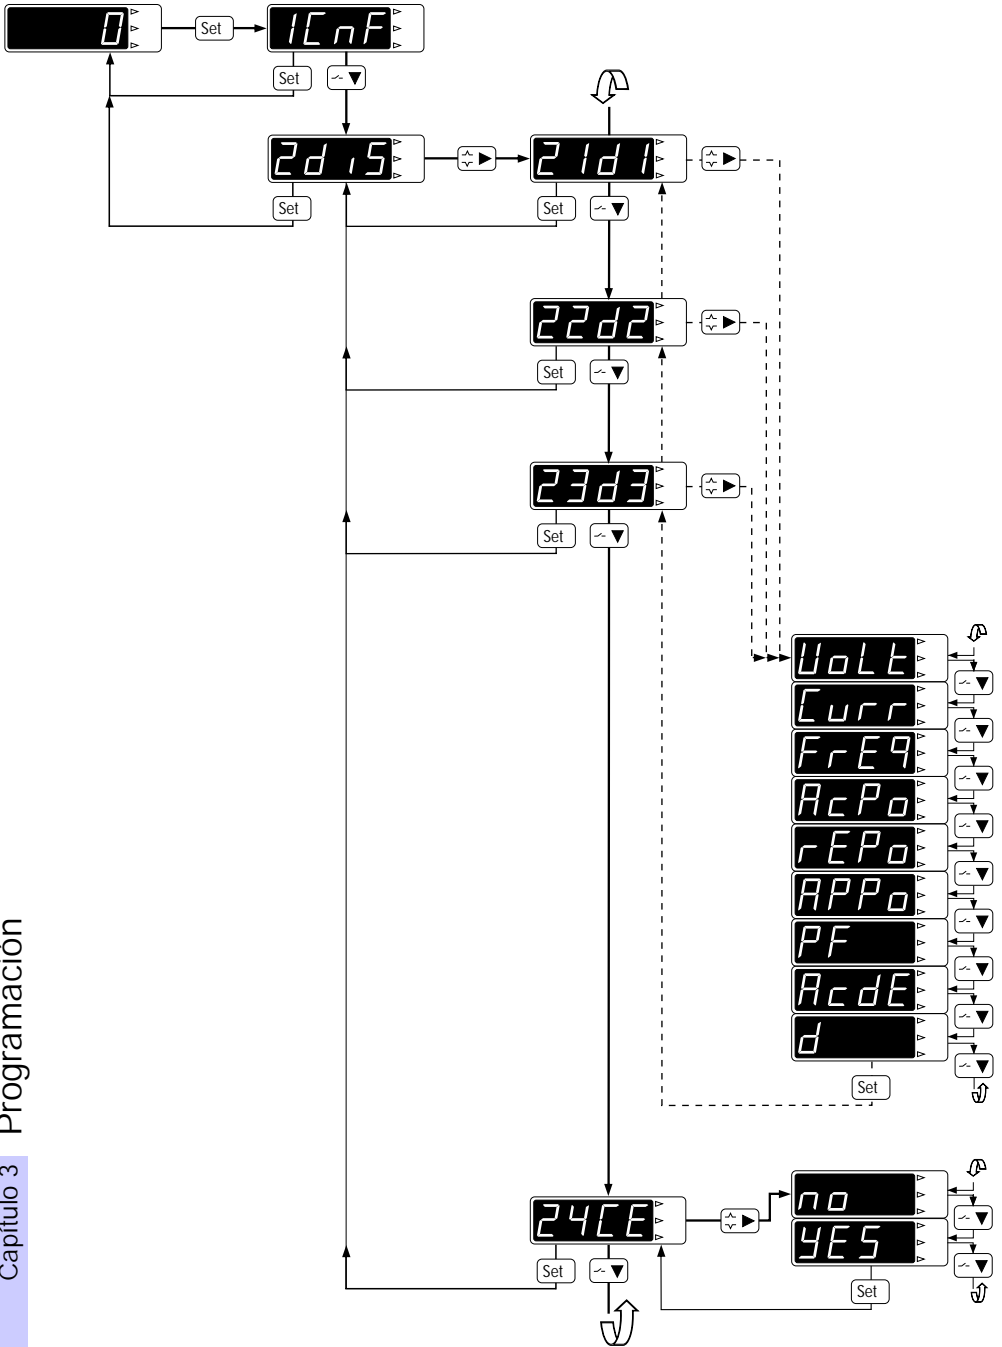 0
Set
1CnF
Set
2diS
21d1
Set
Set
22d2
Set
23d3
Set
VoLt
Curr
FrEq
AcPo
rEPo
APPo
PF
AcdE
d
Set
24CE
no
YES
Set
Set
Capítulo 3 Programación